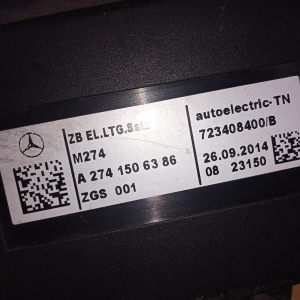 ZB EL.LTG.Satz
M274
A 274 150 63 86
ZGS 001
autoelectric-TN
723408400/B
26.09.2014
08 23150